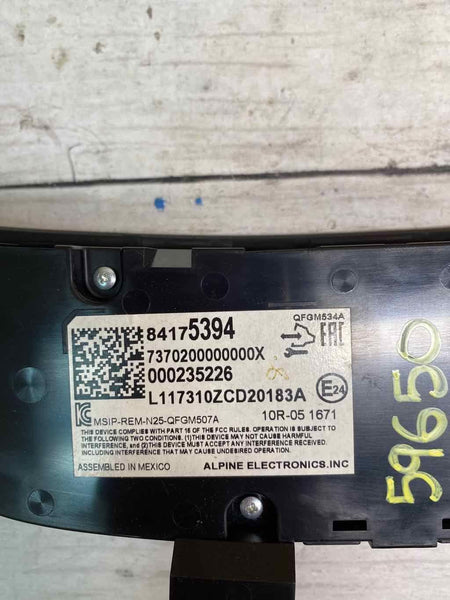 QFGM534A
84175394
EAC
7370200000000X
000235226
L117310ZCD20183A
E24
MSIP-REM-N25-QFGM507A
10R-05 1671
THIS DEVICE COMPLIES WITH PART 15 OF THE FCC RULES. OPERATION IS SUBJECT TO
THE FOLLOWING TWO CONDITIONS: (1)THIS DEVICE MAY NOT CAUSE HARMFUL
INTERFERENCE, and (2)THIS DEVICE MUST ACCEPT ANY INTERFERENCE RECEIVED,
INCLUDING INTERFERENCE THAT MAY CAUSE UNDESIRED OPERATION.
ASSEMBLED IN MEXICO
ALPINE ELECTRONICS.INC
59650